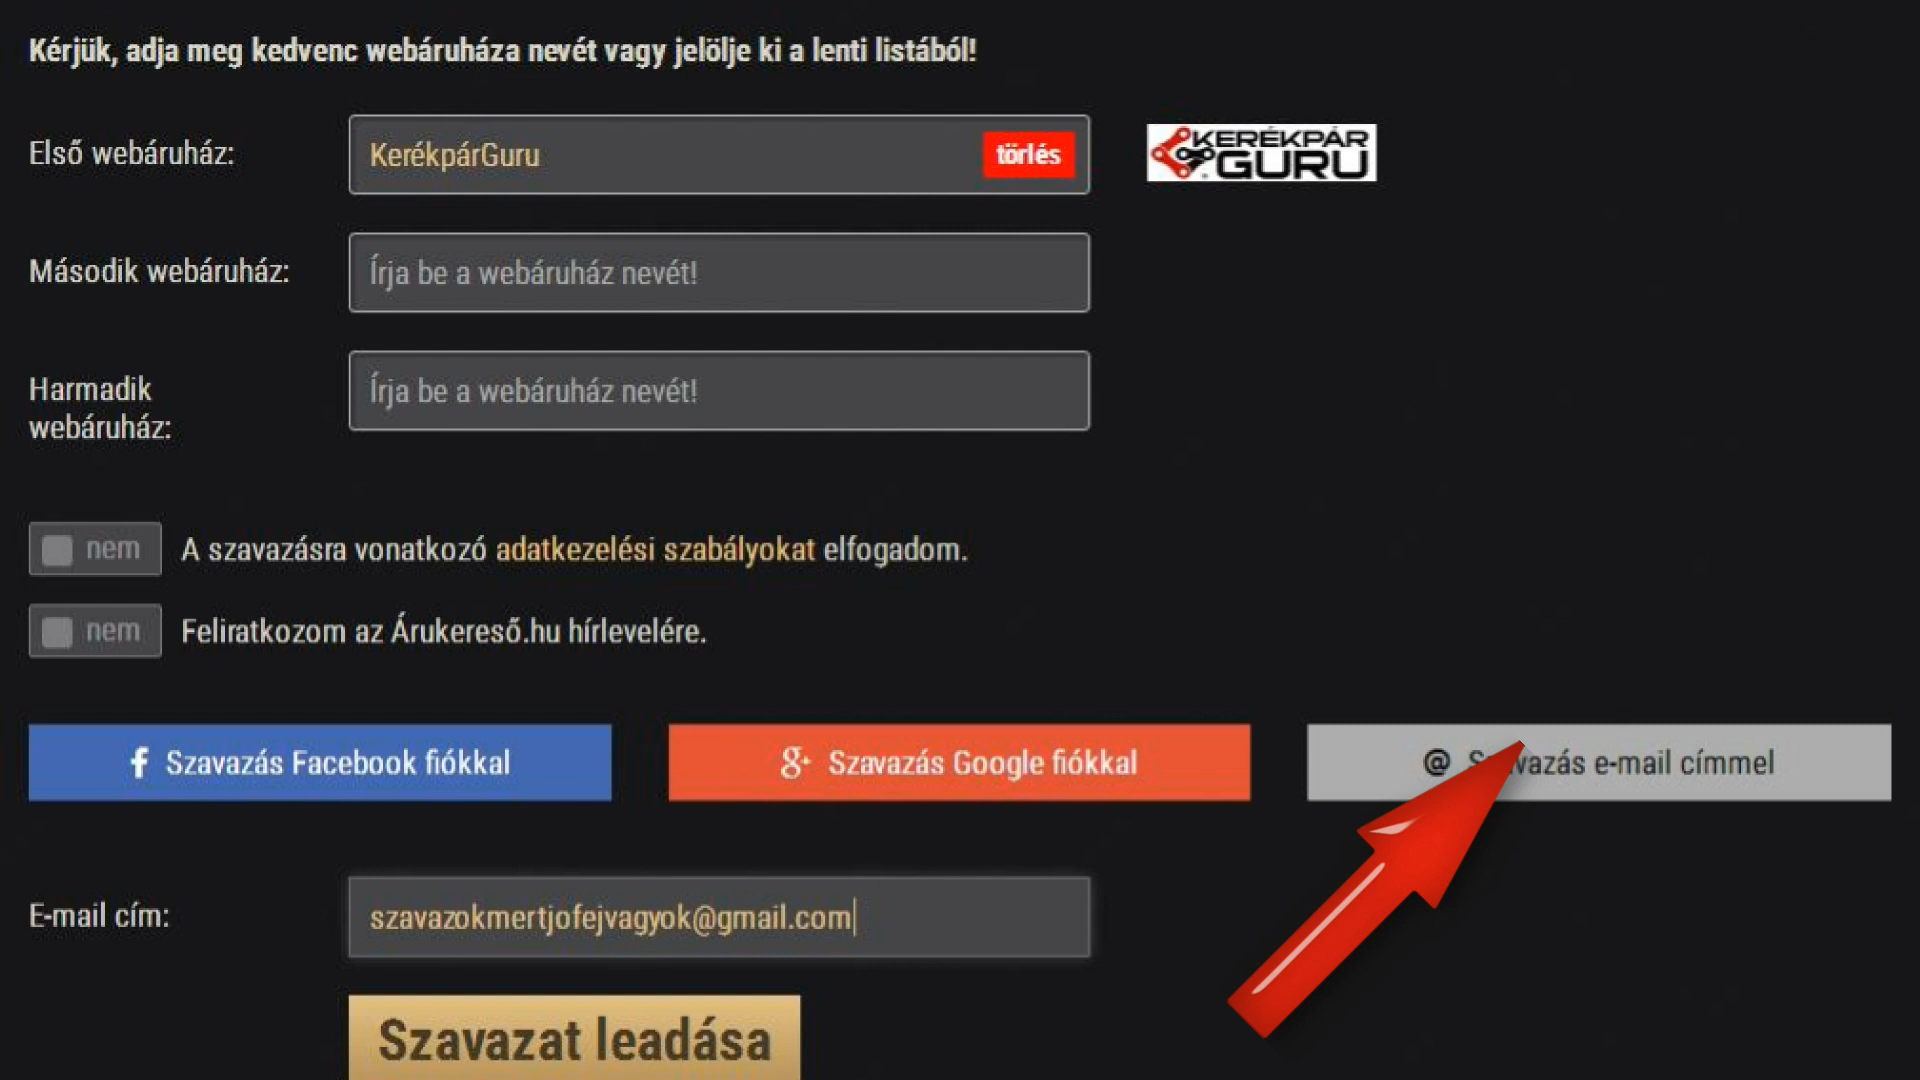 Kérjük, adja meg kedvenc webáruháza nevét vagy jelölje ki a lenti listából!
Első webáruház:
KerékpárGuru
törlés
KERÉKPÁR
GURU
Második webáruház:
Írja be a webáruház nevét!
Harmadik
webáruház:
Írja be a webáruház nevét!
nem
A szavazásra vonatkozó adatkezelési szabályokat elfogadom.
nem
Feliratkozom az Árukereső.hu hírlevelére.
f Szavazás Facebook fiókkal
g+ Szavazás Google fiókkal
@ Szavazás e-mail címmel
E-mail cím:
szavazokmertjofejvagyok@gmail.com
Szavazat leadása